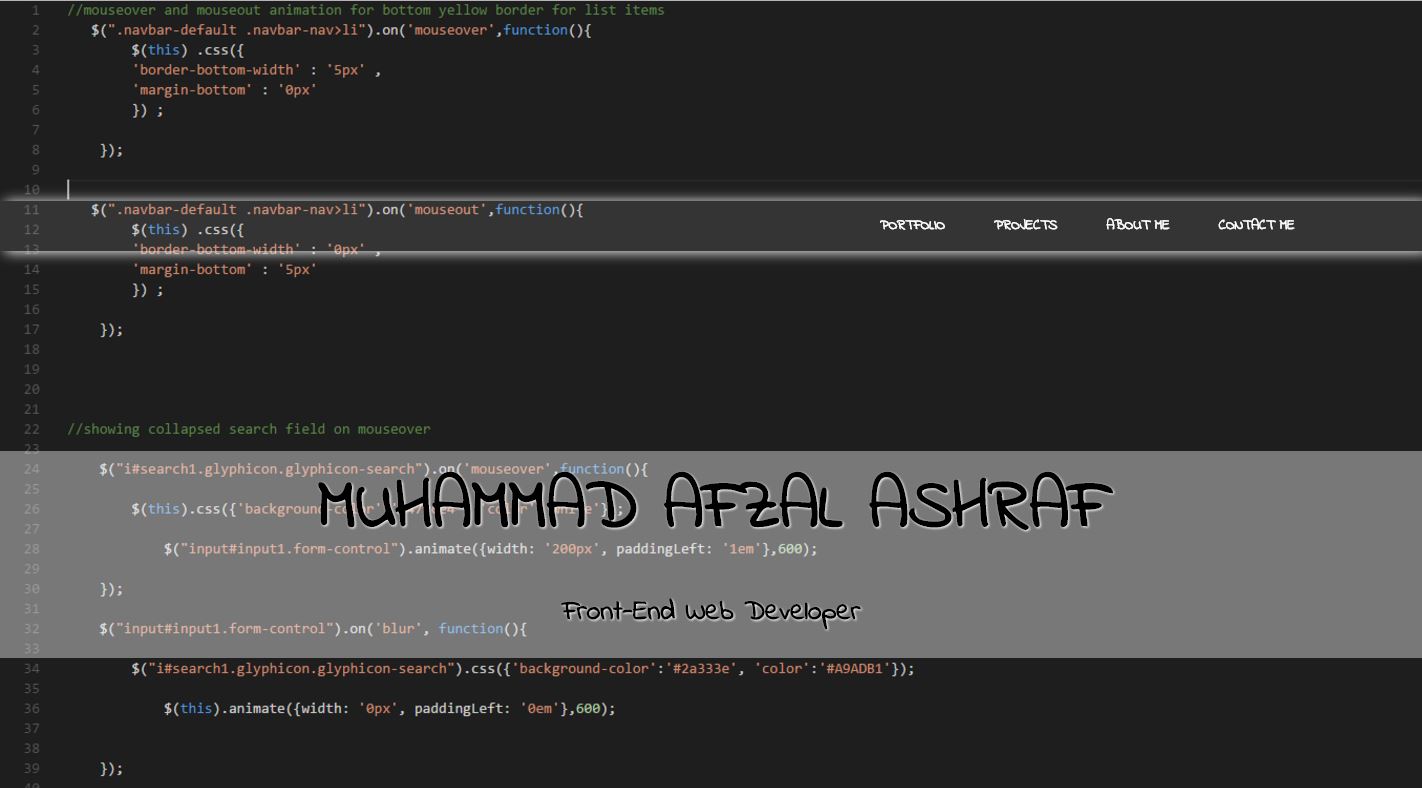 1 //mouseover and mouseout animation for bottom yellow border for list items
2 $(".navbar-default .navbar-nav>li").on('mouseover',function(){
3 $(this) .css({
4 'border-bottom-width' : '5px' ,
5 'margin-bottom' : '0px'
6 }) ;
7
8 });
9
10
11 $(".navbar-default .navbar-nav>li").on('mouseout',function(){
12 $(this) .css({
PORTFOLIO PROJECTS ABOUT ME CONTACT ME
13 'border-bottom-width' : '0px' ,
14 'margin-bottom' : '5px'
15 }) ;
16
17 });
18
19
20
21
22 //showing collapsed search field on mouseover
23
24 $("i#search1.glyphicon.glyphicon-search").on('mouseover',function(){
25
MUHAMMAD AFZAL ASHRAF
26 $(this).css({'background-color'
27
28 $("input#input1.form-control").animate({width: '200px', paddingLeft: '1em'},600);
29
30 });
31
Front-End Web Developer
32 $("input#input1.form-control").on('blur', function(){
33
34 $("i#search1.glyphicon.glyphicon-search").css({'background-color':'#2a333e', 'color':'#A9ADB1'});
35
36 $(this).animate({width: '0px', paddingLeft: '0em'},600);
37
38
39 });
40